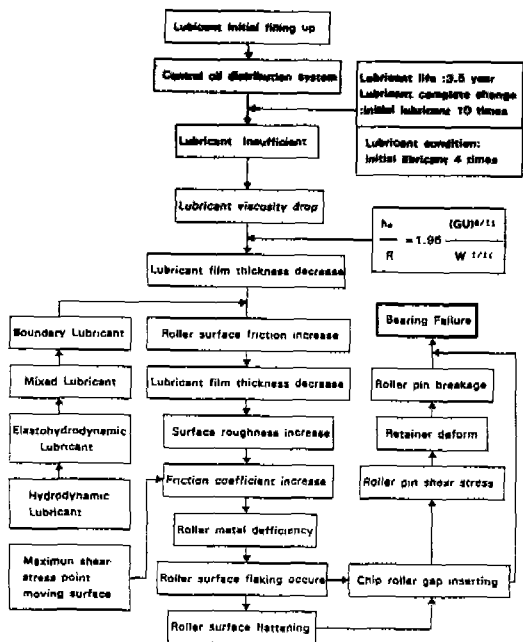 Lubricant initial filling up
Control oil distribution system
Lubricant life :3.5 year
Lubricant complete change
:initial lubricant 10 times
Lubricant condition:
initial lubricant 4 times
Lubricant insufficient
Lubricant viscosity drop
R
=1.95
(GU)
W
Lubricant film thickness decrease
Boundary Lubricant
Roller surface friction increase
Bearing Failure
Mixed Lubricant
Lubricant film thickness decrease
Roller pin breakage
Elastohydrodynamic
Lubricant
Surface roughness increase
Retainer deform
Hydrodynamic
Lubricant
Friction coefficient increase
Roller pin shear stress
Roller metal defficiency
Maximun shear
stress point
moving surface
Roller surface flaking occure
Chip roller gap inserting
Roller surface flattening